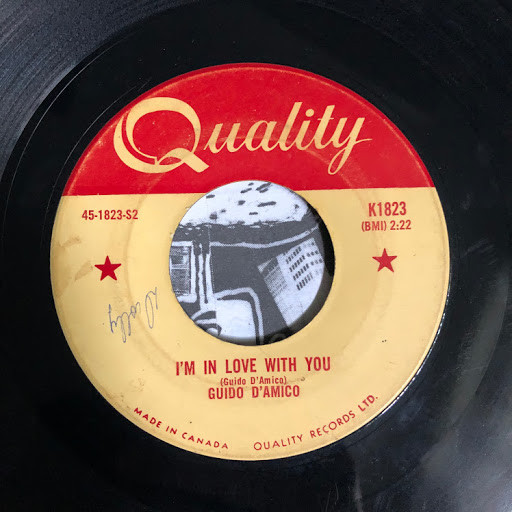 Quality
45-1823-S2
K1823
(BMI) 2:22
I'M IN LOVE WITH YOU
(Guido D'Amico)
GUIDO D'AMICO
MADE IN CANADA QUALITY RECORDS LTD.